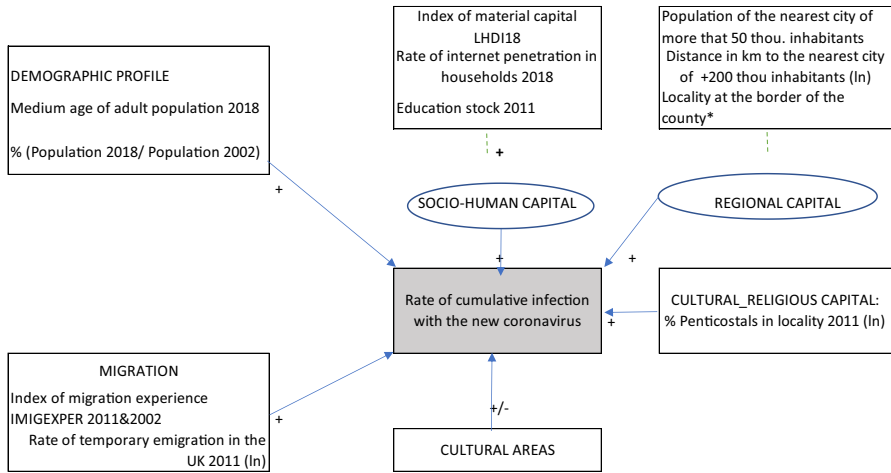 Index of material capital
LHDI18
Rate of internet penetration in
households 2018
Education stock 2011
Population of the nearest city of
more that 50 thou. inhabitants
Distance in km to the nearest city
of +200 thou inhabitants (ln)
Locality at the border of the
county*
DEMOGRAPHIC PROFILE
Medium age of adult population 2018
% (Population 2018/ Population 2002)
+
+
SOCIO-HUMAN CAPITAL
REGIONAL CAPITAL
+
+
Rate of cumulative infection
with the new coronavirus
CULTURAL_RELIGIOUS CAPITAL:
% Penticostals in locality 2011 (ln)
+
MIGRATION
Index of migration experience
IMIGEXPER 2011&2002
Rate of temporary emigration in the
UK 2011 (ln)
+
+/-
CULTURAL AREAS